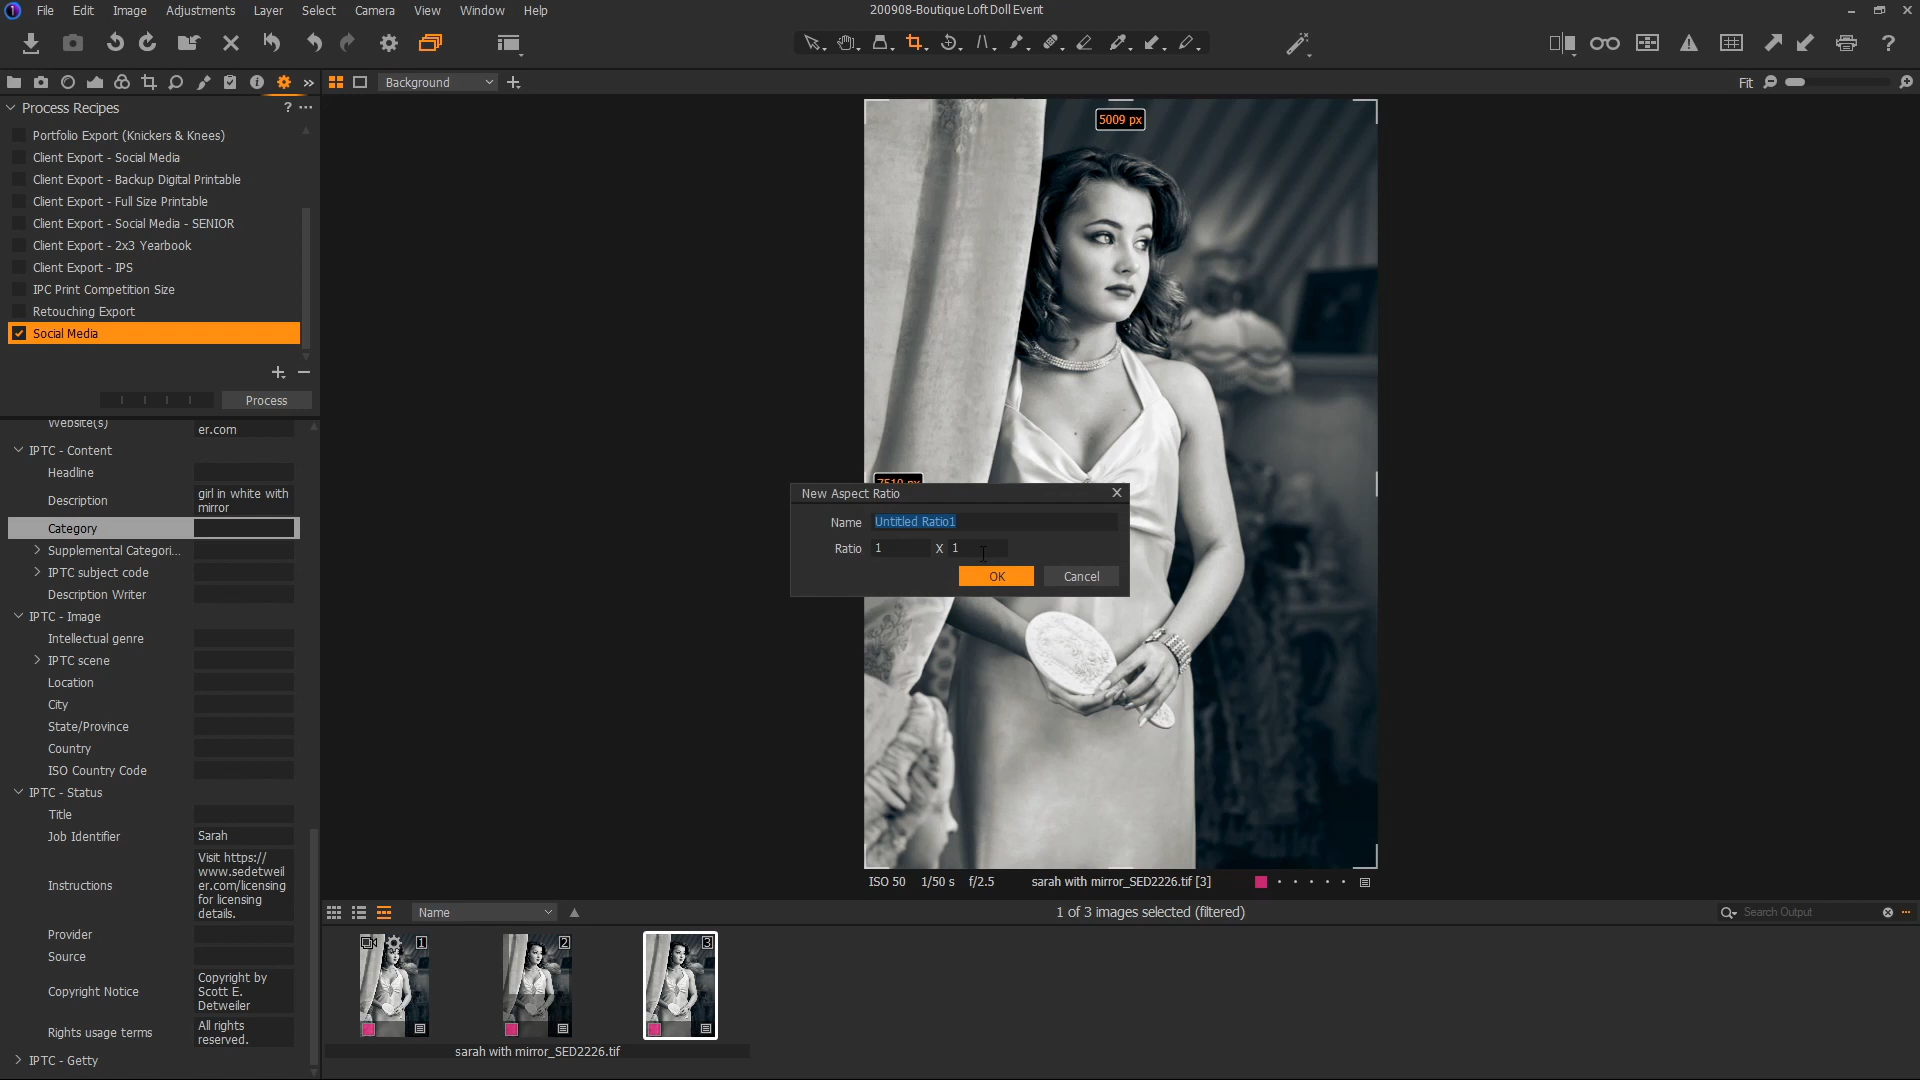 File Edit Image Adjustments Layer Select Camera View Window Help
200908-Boutique Loft Doll Event
Background
Fit
Process Recipes
?
Portfolio Export (Knickers & Knees)
Client Export - Social Media
Client Export - Backup Digital Printable
Client Export - Full Size Printable
Client Export - Social Media - SENIOR
Client Export - 2x3 Yearbook
Client Export - IPS
IPC Print Competition Size
Retouching Export
Social Media
Process
Website(s)
er.com
IPTC - Content
Headline
Description
girl in white with
mirror
Category
Supplemental Categori...
IPTC subject code
Description Writer
IPTC - Image
Intellectual genre
IPTC scene
Location
City
State/Province
Country
ISO Country Code
IPTC - Status
Title
Job Identifier
Sarah
Instructions
Visit https://
www.sedetweil
er.com/licensing
for licensing
details.
Provider
Source
Copyright Notice
Copyright by
Scott E.
Detweiler
Rights usage terms
All rights
reserved.
IPTC - Getty
5009 px
7510 px
New Aspect Ratio
Name
Untitled Ratio1
Ratio
1 X 1
OK
Cancel
ISO 50 1/50 s f/2.5
sarah with mirror_SED2226.tif [3]
Name
1 of 3 images selected (filtered)
Search Output
1
2
3
sarah with mirror_SED2226.tif